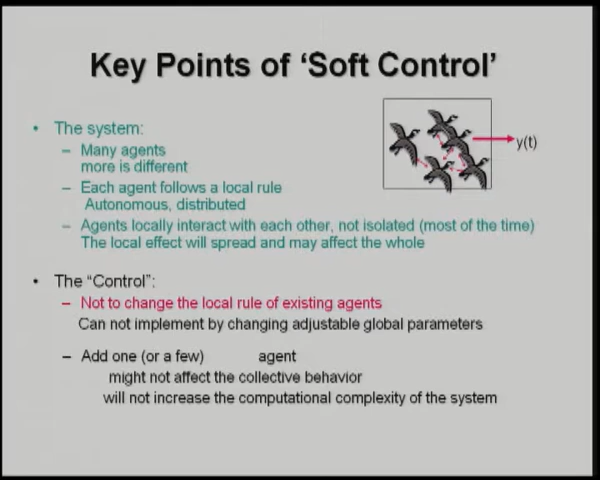 Key Points of ‘Soft Control’
• The system:
– Many agents
more is different
– Each agent follows a local rule
Autonomous, distributed
– Agents locally interact with each other, not isolated (most of the time)
The local effect will spread and may affect the whole
y(t)
• The “Control”:
– Not to change the local rule of existing agents
Can not implement by changing adjustable global parameters
– Add one (or a few) agent
might not affect the collective behavior
will not increase the computational complexity of the system